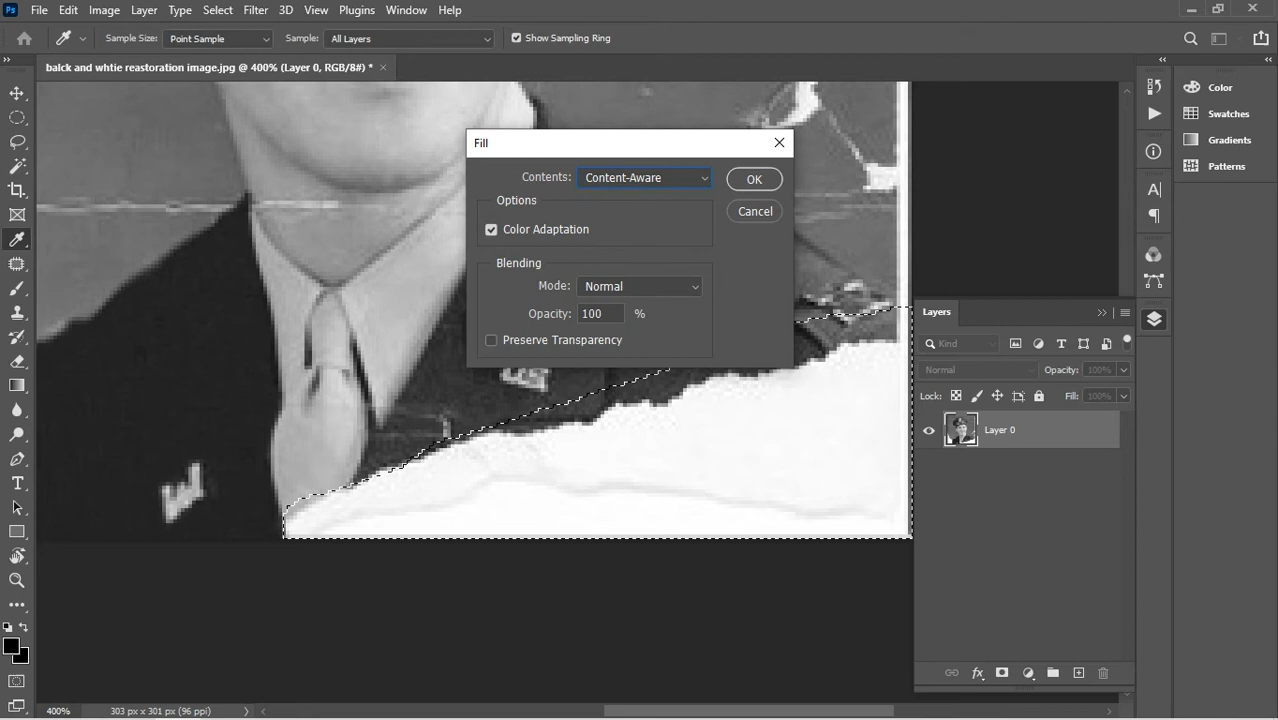 Ps File Edit Image Layer Type Select Filter 3D View Plugins Window Help
Sample Size: Point Sample Sample: All Layers Show Sampling Ring
balck and whtie reastoration image.jpg @ 400% (Layer 0, RGB/8#) *
Fill
Contents: Content-Aware
OK
Options
Cancel
Color Adaptation
Blending
Mode: Normal
Opacity: 100 %
Preserve Transparency
Color
Swatches
Gradients
Patterns
Layers
Kind
Normal Opacity: 100%
Lock: Fill: 100%
Layer 0
400% 303 px x 301 px (96 ppi)